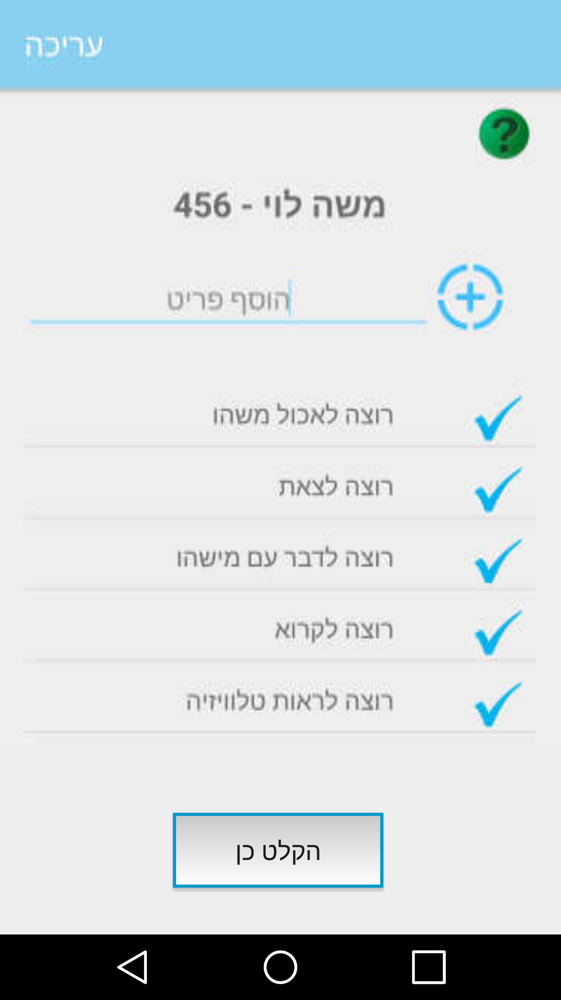 עריכה
?
משה לוי - 456
הוסף פריט
רוצה לאכול משהו
רוצה לצאת
רוצה לדבר עם מישהו
רוצה לקרוא
רוצה לראות טלוויזיה
הקלט כן